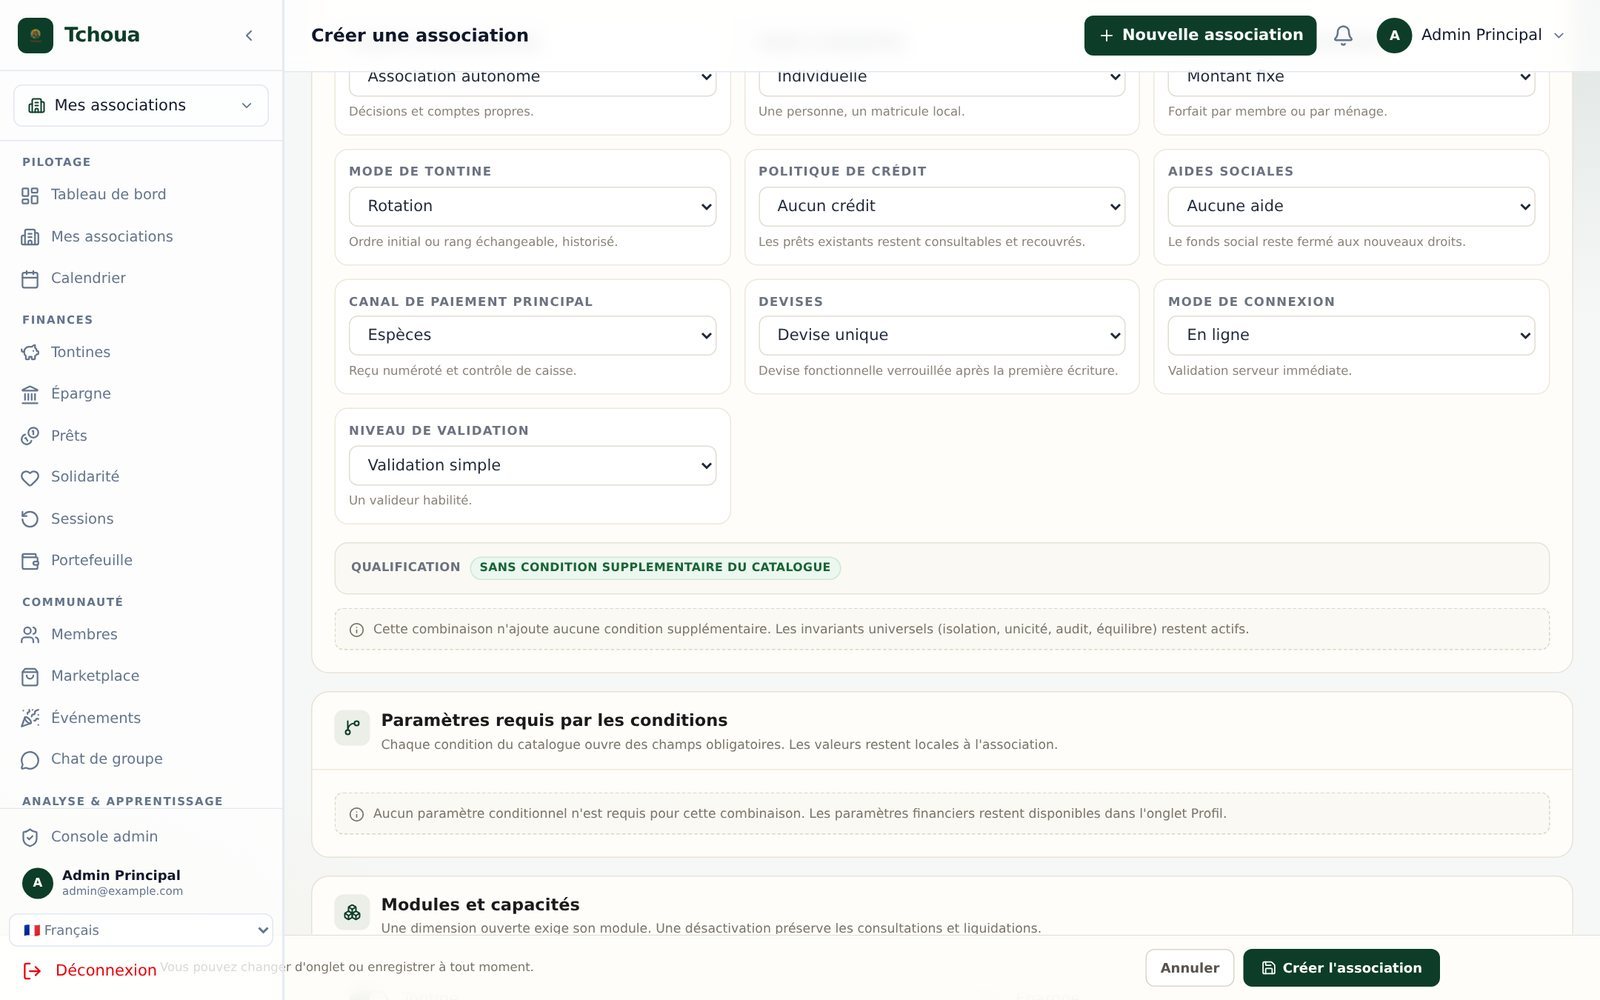 Tchoua
Mes associations
PILOTAGE
Tableau de bord
Mes associations
Calendrier
FINANCES
Tontines
Épargne
Prêts
Solidarité
Sessions
Portefeuille
COMMUNAUTÉ
Membres
Marketplace
Événements
Chat de groupe
ANALYSE & APPRENTISSAGE
Console admin
A
Admin Principal
admin@example.com
Français
Déconnexion
Créer une association
Nouvelle association
A
Admin Principal
Association autonome
Individuelle
Montant fixe
Décisions et comptes propres.
Une personne, un matricule local.
Forfait par membre ou par ménage.
MODE DE TONTINE
POLITIQUE DE CRÉDIT
AIDES SOCIALES
Rotation
Aucun crédit
Aucune aide
Ordre initial ou rang échangeable, historisé.
Les prêts existants restent consultables et recouvrés.
Le fonds social reste fermé aux nouveaux droits.
CANAL DE PAIEMENT PRINCIPAL
DEVISES
MODE DE CONNEXION
Espèces
Devise unique
En ligne
Reçu numéroté et contrôle de caisse.
Devise fonctionnelle verrouillée après la première écriture.
Validation serveur immédiate.
NIVEAU DE VALIDATION
Validation simple
Un valideur habilité.
QUALIFICATION SANS CONDITION SUPPLEMENTAIRE DU CATALOGUE
Cette combinaison n'ajoute aucune condition supplémentaire. Les invariants universels (isolation, unicité, audit, équilibre) restent actifs.
Paramètres requis par les conditions
Chaque condition du catalogue ouvre des champs obligatoires. Les valeurs restent locales à l'association.
Aucun paramètre conditionnel n'est requis pour cette combinaison. Les paramètres financiers restent disponibles dans l'onglet Profil.
Modules et capacités
Une dimension ouverte exige son module. Une désactivation préserve les consultations et liquidations.
Vous pouvez changer d'onglet ou enregistrer à tout moment.
Annuler
Créer l'association
Tontine
Épargne